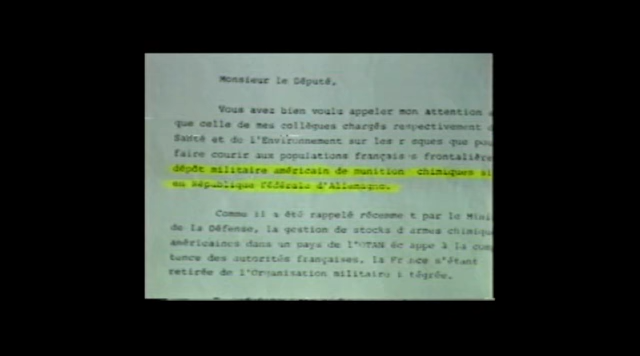 Monsieur le Député,
Vous avez bien voulu appeler mon attention
que celle de mes collègues chargés respectivement
Santé et de l'Environnement sur les r ques que
faire courir aux populations français s frontalière
dépôt militaire américain de munition chimiques
en République Fédérale d'Allemagne.
Comme il a été rappelé récemme t par le
de la Défense, la gestion de stocks d armes chimiqu
américaines dans un pays de l'OTAN éc appe à la
tence des autorités françaises, la Fr nce s'étant
retirée de l'Organisation militaire i tégrée.